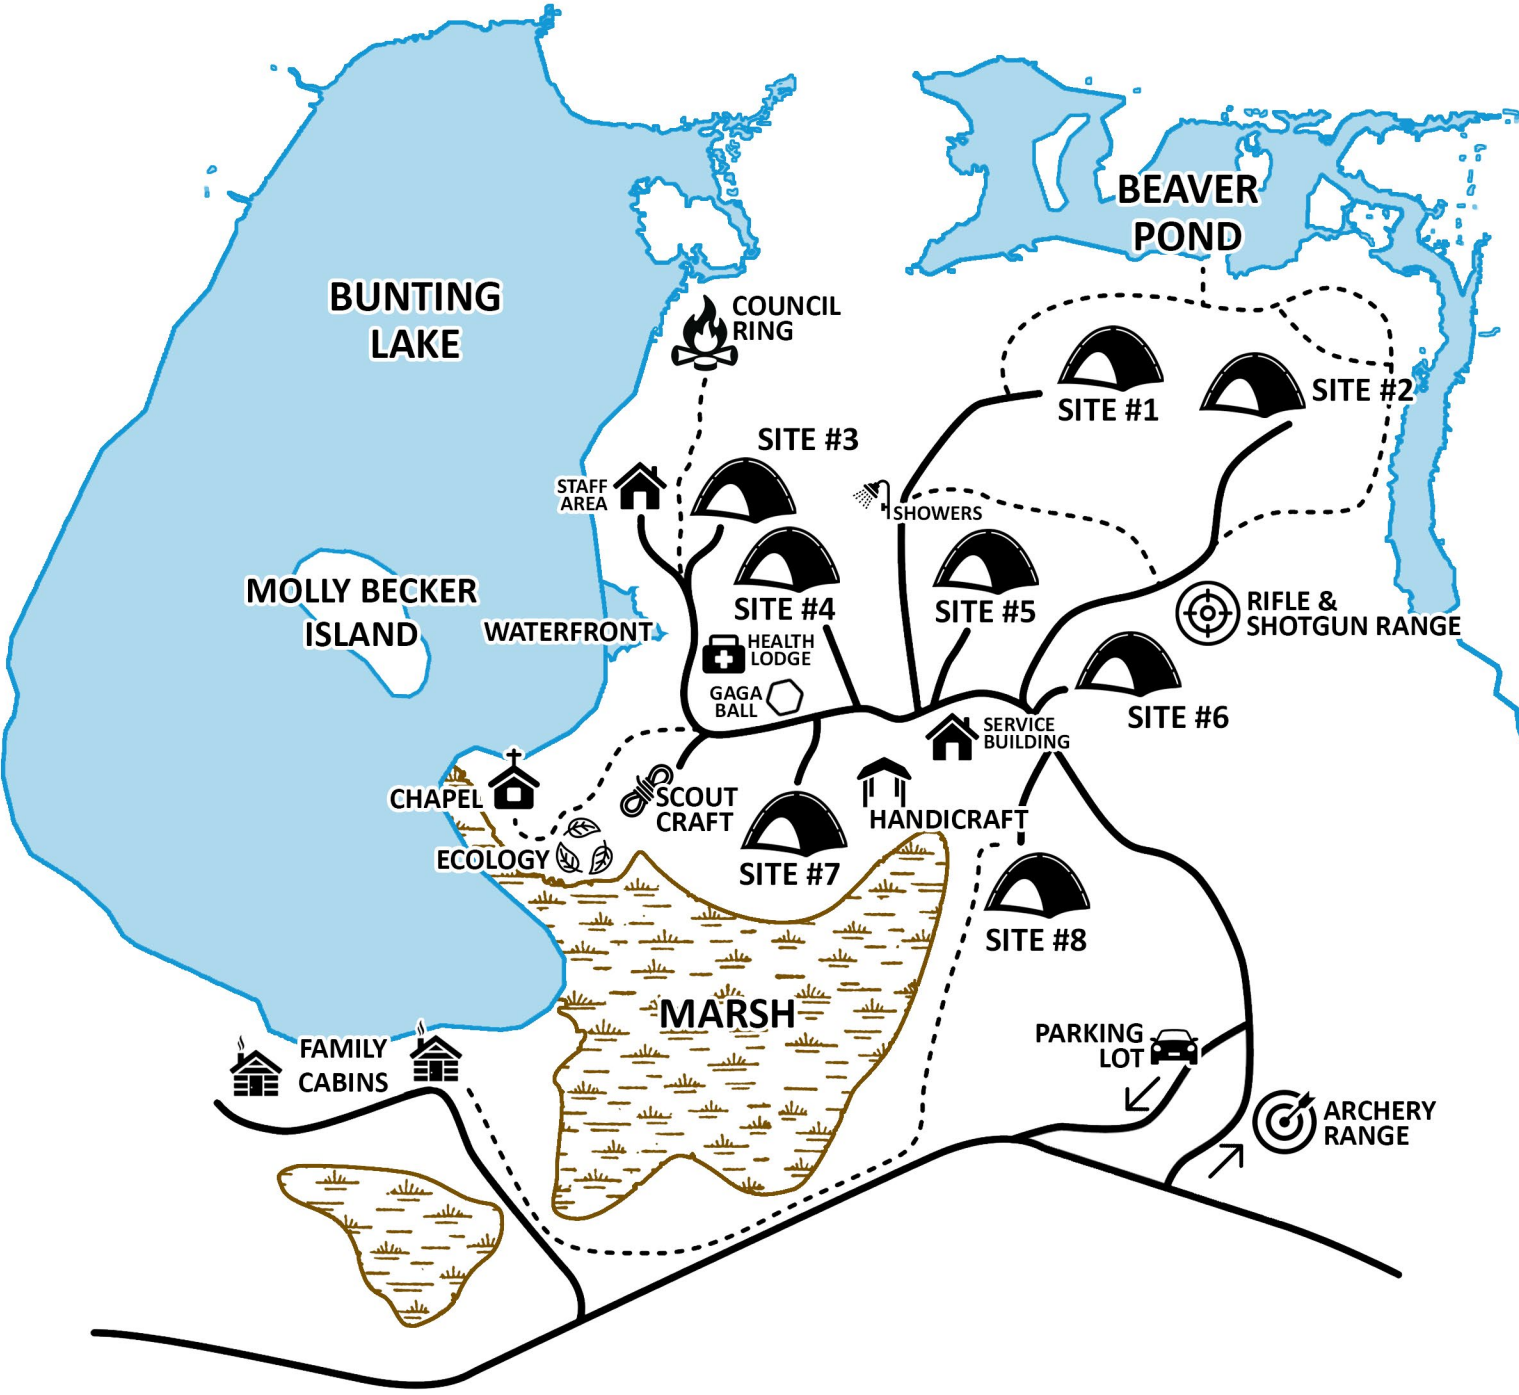 BEAVER
POND
BUNTING
LAKE
COUNCIL
RING
SITE #1
SITE #2
SITE #3
STAFF
AREA
SHOWERS
MOLLY BECKER
ISLAND
WATERFRONT
SITE #4
SITE #5
RIFLE &
SHOTGUN RANGE
HEALTH
LODGE
GAGA
BALL
SITE #6
SERVICE
BUILDING
CHAPEL
SCOUT
CRAFT
HANDICRAFT
ECOLOGY
SITE #7
SITE #8
MARSH
PARKING
LOT
FAMILY
CABINS
ARCHERY
RANGE